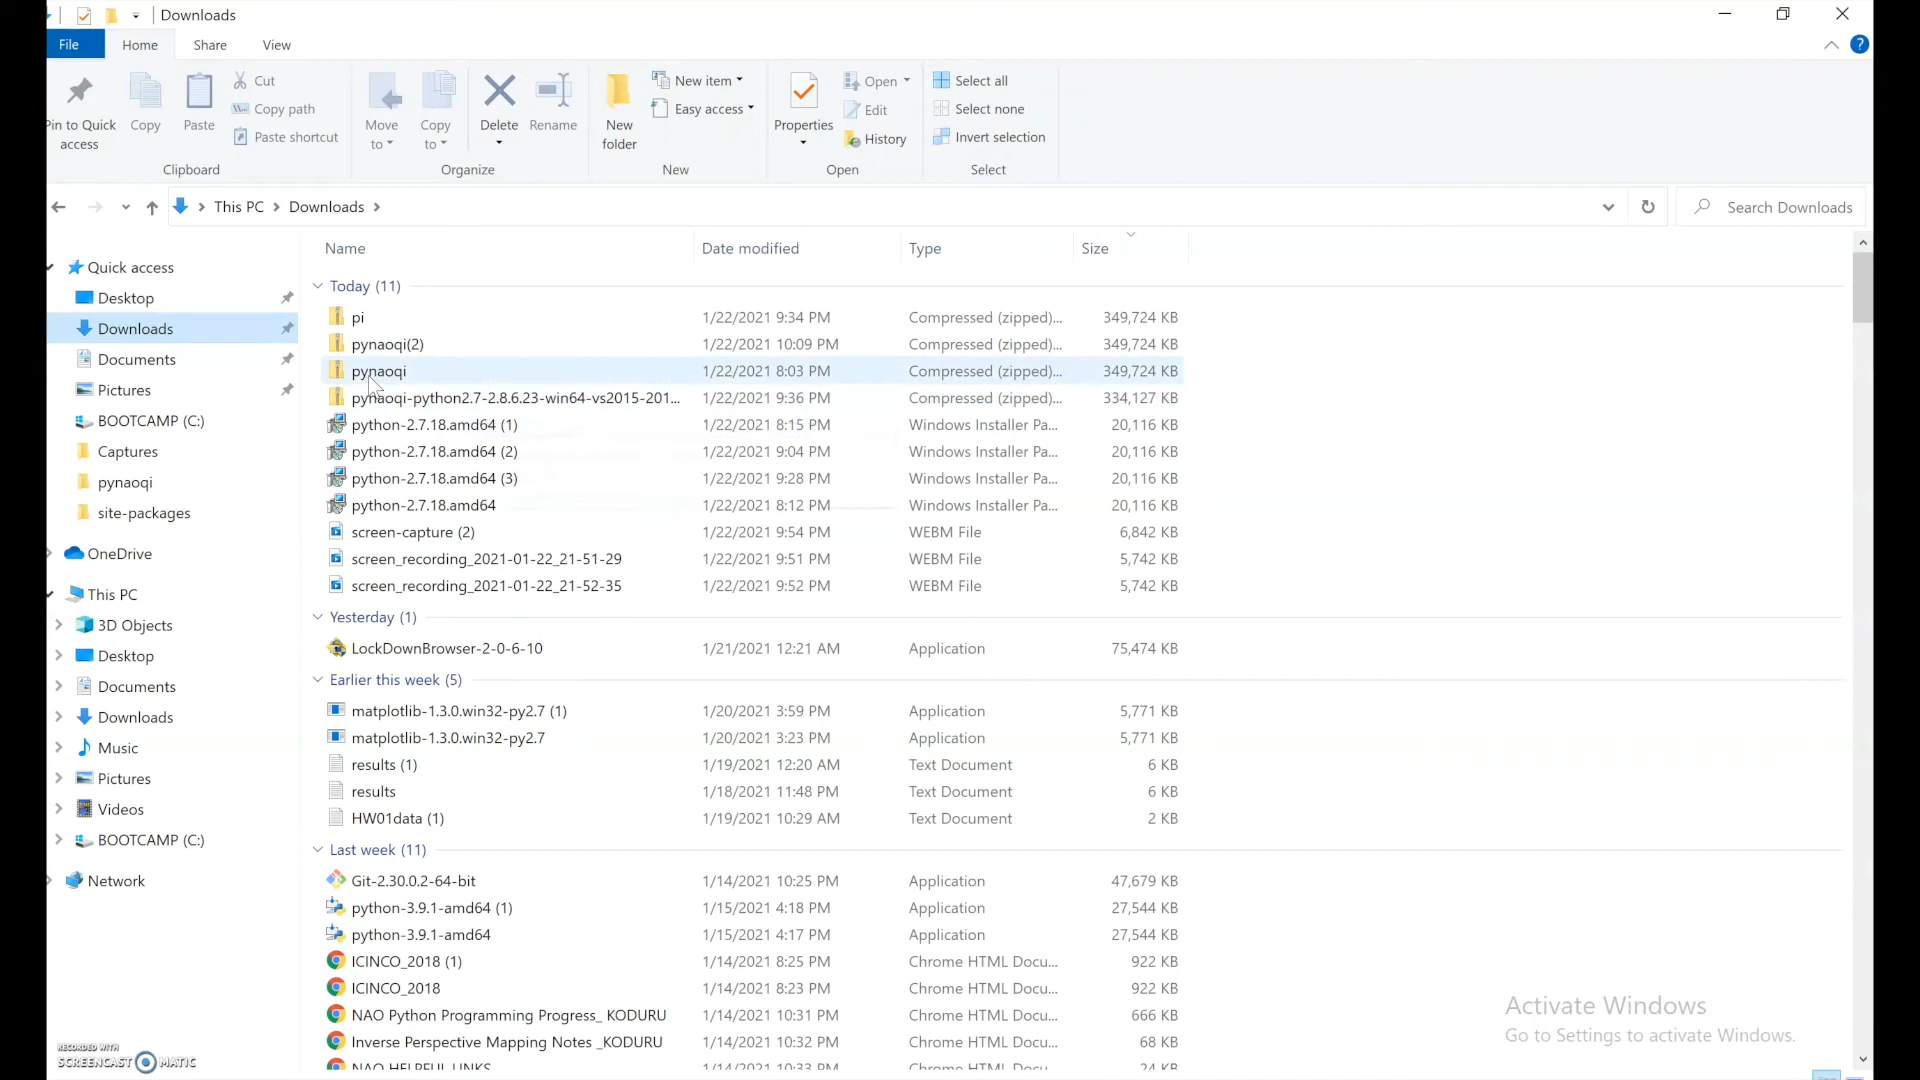 Downloads
File Home Share View
Pin to Quick access
Copy
Paste
Cut
Copy path
Paste shortcut
Clipboard
Move to
Copy to
Delete
Rename
Organize
New folder
New item
Easy access
New
Properties
Open
Edit
History
Open
Select all
Select none
Invert selection
Select
This PC Downloads
Search Downloads
Quick access
Desktop
Downloads
Documents
Pictures
BOOTCAMP (C:)
Captures
pynaoqi
site-packages
OneDrive
This PC
3D Objects
Desktop
Documents
Downloads
Music
Pictures
Videos
BOOTCAMP (C:)
Network
Name Date modified Type Size
Today (11)
pi 1/22/2021 9:34 PM Compressed (zipped)... 349,724 KB
pynaoqi(2) 1/22/2021 10:09 PM Compressed (zipped)... 349,724 KB
pynaoqi 1/22/2021 8:03 PM Compressed (zipped)... 349,724 KB
pynaoqi-python2.7-2.8.6.23-win64-vs2015-201... 1/22/2021 9:36 PM Compressed (zipped)... 334,127 KB
python-2.7.18.amd64 (1) 1/22/2021 8:15 PM Windows Installer Pa... 20,116 KB
python-2.7.18.amd64 (2) 1/22/2021 9:04 PM Windows Installer Pa... 20,116 KB
python-2.7.18.amd64 (3) 1/22/2021 9:28 PM Windows Installer Pa... 20,116 KB
python-2.7.18.amd64 1/22/2021 8:12 PM Windows Installer Pa... 20,116 KB
screen-capture (2) 1/22/2021 9:54 PM WEBM File 6,842 KB
screen_recording_2021-01-22_21-51-29 1/22/2021 9:51 PM WEBM File 5,742 KB
screen_recording_2021-01-22_21-52-35 1/22/2021 9:52 PM WEBM File 5,742 KB
Yesterday (1)
LockDownBrowser-2-0-6-10 1/21/2021 12:21 AM Application 75,474 KB
Earlier this week (5)
matplotlib-1.3.0.win32-py2.7 (1) 1/20/2021 3:59 PM Application 5,771 KB
matplotlib-1.3.0.win32-py2.7 1/20/2021 3:23 PM Application 5,771 KB
results (1) 1/19/2021 12:20 AM Text Document 6 KB
results 1/18/2021 11:48 PM Text Document 6 KB
HW01data (1) 1/19/2021 10:29 AM Text Document 2 KB
Last week (11)
Git-2.30.0.2-64-bit 1/14/2021 10:25 PM Application 47,679 KB
python-3.9.1-amd64 (1) 1/15/2021 4:18 PM Application 27,544 KB
python-3.9.1-amd64 1/15/2021 4:17 PM Application 27,544 KB
ICINCO_2018 (1) 1/14/2021 8:25 PM Chrome HTML Docu... 922 KB
ICINCO_2018 1/14/2021 8:23 PM Chrome HTML Docu... 922 KB
NAO Python Programming Progress_ KODURU 1/14/2021 10:31 PM Chrome HTML Docu... 666 KB
Inverse Perspective Mapping Notes _KODURU 1/14/2021 10:32 PM Chrome HTML Docu... 68 KB
NAO HELPFUL LINKS 1/14/2021 10:33 PM Chrome HTML Docu... 24 KB
Activate Windows
Go to Settings to activate Windows.
RECORDED WITH
SCREENCAST MATIC